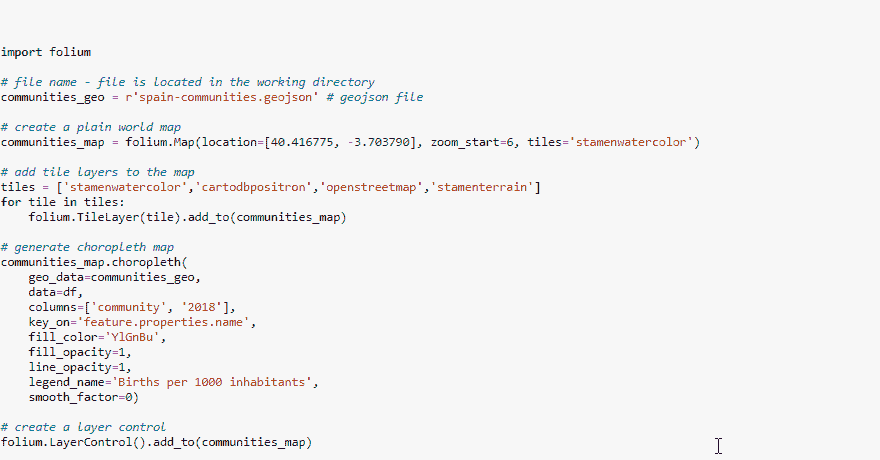 import folium
# file name - file is located in the working directory
communities_geo = r'spain-communities.geojson' # geojson file
# create a plain world map
communities_map = folium.Map(location=[40.416775, -3.703790], zoom_start=6, tiles='stamenwatercolor')
# add tile layers to the map
tiles = ['stamenwatercolor','cartodbpositron','openstreetmap','stamenterrain']
for tile in tiles:
    folium.TileLayer(tile).add_to(communities_map)
# generate choropleth map
communities_map.choropleth(
    geo_data=communities_geo,
    data=df,
    columns=['community', '2018'],
    key_on='feature.properties.name',
    fill_color='YlGnBu',
    fill_opacity=1,
    line_opacity=1,
    legend_name='Births per 1000 inhabitants',
    smooth_factor=0)
# create a layer control
folium.LayerControl().add_to(communities_map)